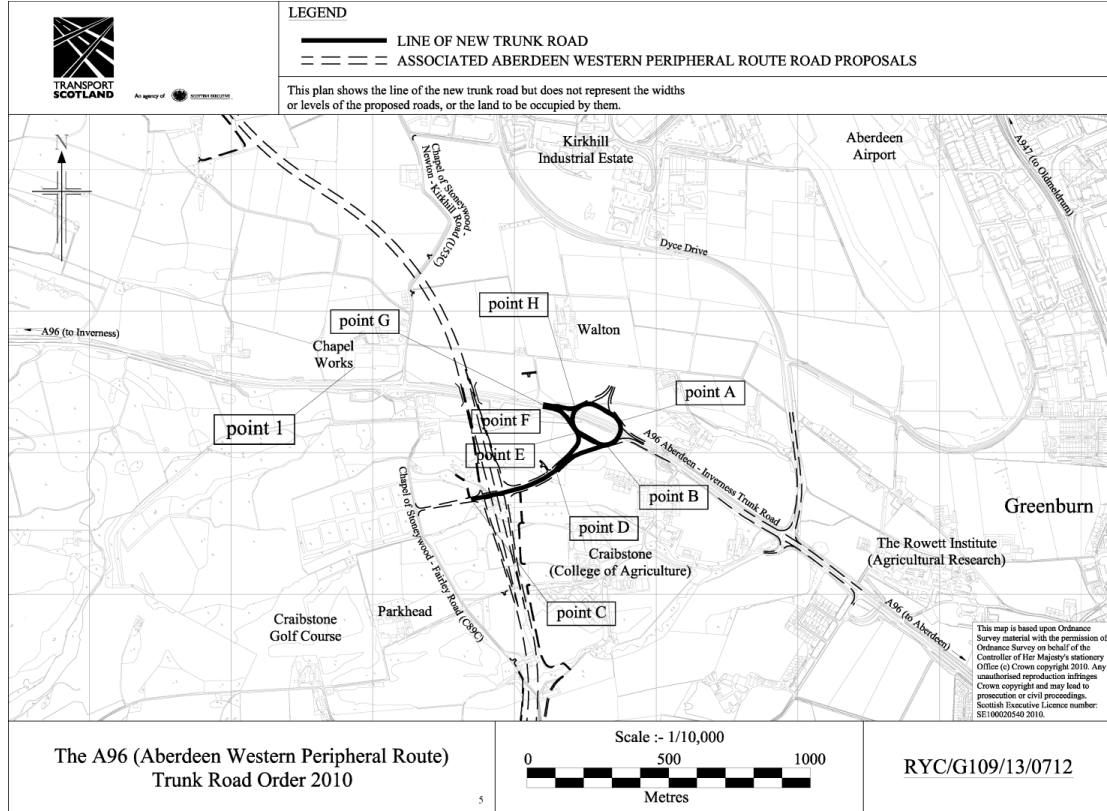 TRANSPORT
SCOTLAND
An agency of
SCOTTISH EXECUTIVE
LEGEND
LINE OF NEW TRUNK ROAD
ASSOCIATED ABERDEEN WESTERN PERIPHERAL ROUTE ROAD PROPOSALS
This plan shows the line of the new trunk road but does not represent the widths
or levels of the proposed roads, or the land to be occupied by them.
N
Chapel of Stoneywood -
Newton - Kirkhill Road (U53C)
Kirkhill
Industrial Estate
Aberdeen
Airport
A947 (to Oldmeldrum)
Dyce Drive
point H
point G
Walton
A96 (to Inverness)
Chapel
Works
point A
point 1
point F
point E
A96 Aberdeen - Inverness Trunk Road
point B
Greenburn
Chapel of Stoneywood - Fairley Road (C89C)
point D
Craibstone
(College of Agriculture)
The Rowett Institute
(Agricultural Research)
point C
Parkhead
Craibstone
Golf Course
A96 (to Aberdeen)
This map is based upon Ordnance
Survey material with the permission of
Ordnance Survey on behalf of the
Controller of Her Majesty's stationery
Office (c) Crown copyright 2010. Any
unauthorised reproduction infringes
Crown copyright and may lead to
prosecution or civil proceedings.
Scottish Executive Licence number:
SE100020540 2010.
The A96 (Aberdeen Western Peripheral Route)
Trunk Road Order 2010
5
Scale :- 1/10,000
0 500 1000
Metres
RYC/G109/13/0712